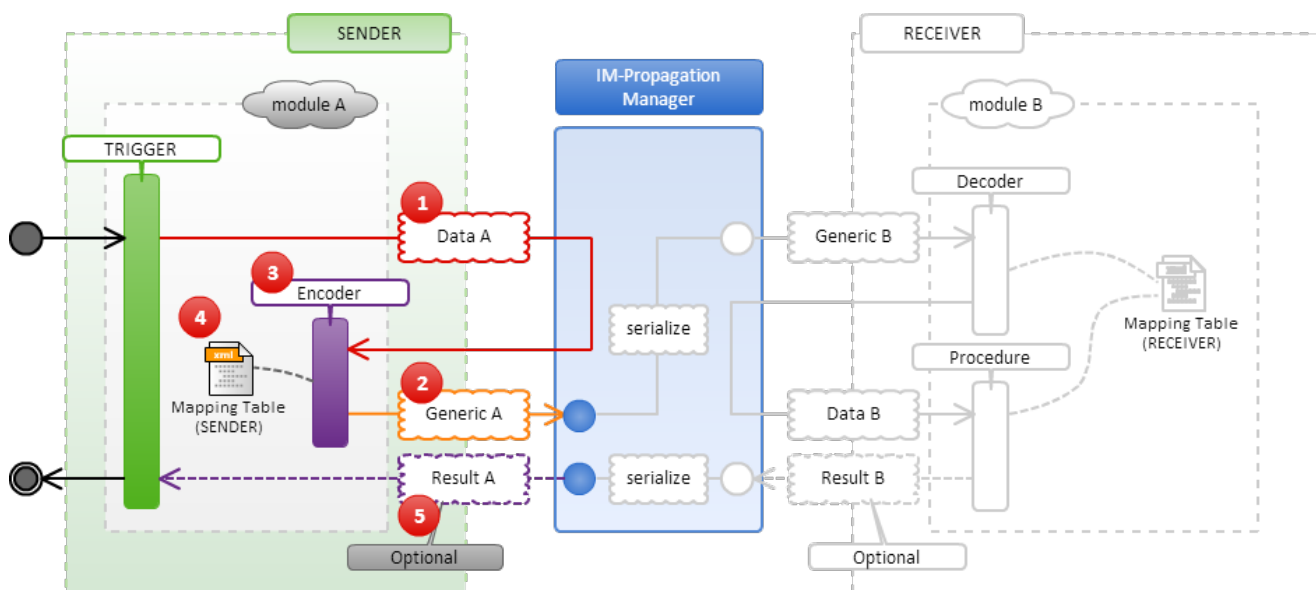 SENDER
RECEIVER
IM-Propagation
Manager
module A
module B
TRIGGER
Decoder
1
Data A
Generic B
3
Encoder
4
serialize
xml
Mapping Table
(RECEIVER)
Procedure
2
Mapping Table
(SENDER)
Generic A
Data B
Result A
serialize
Result B
5
Optional
Optional